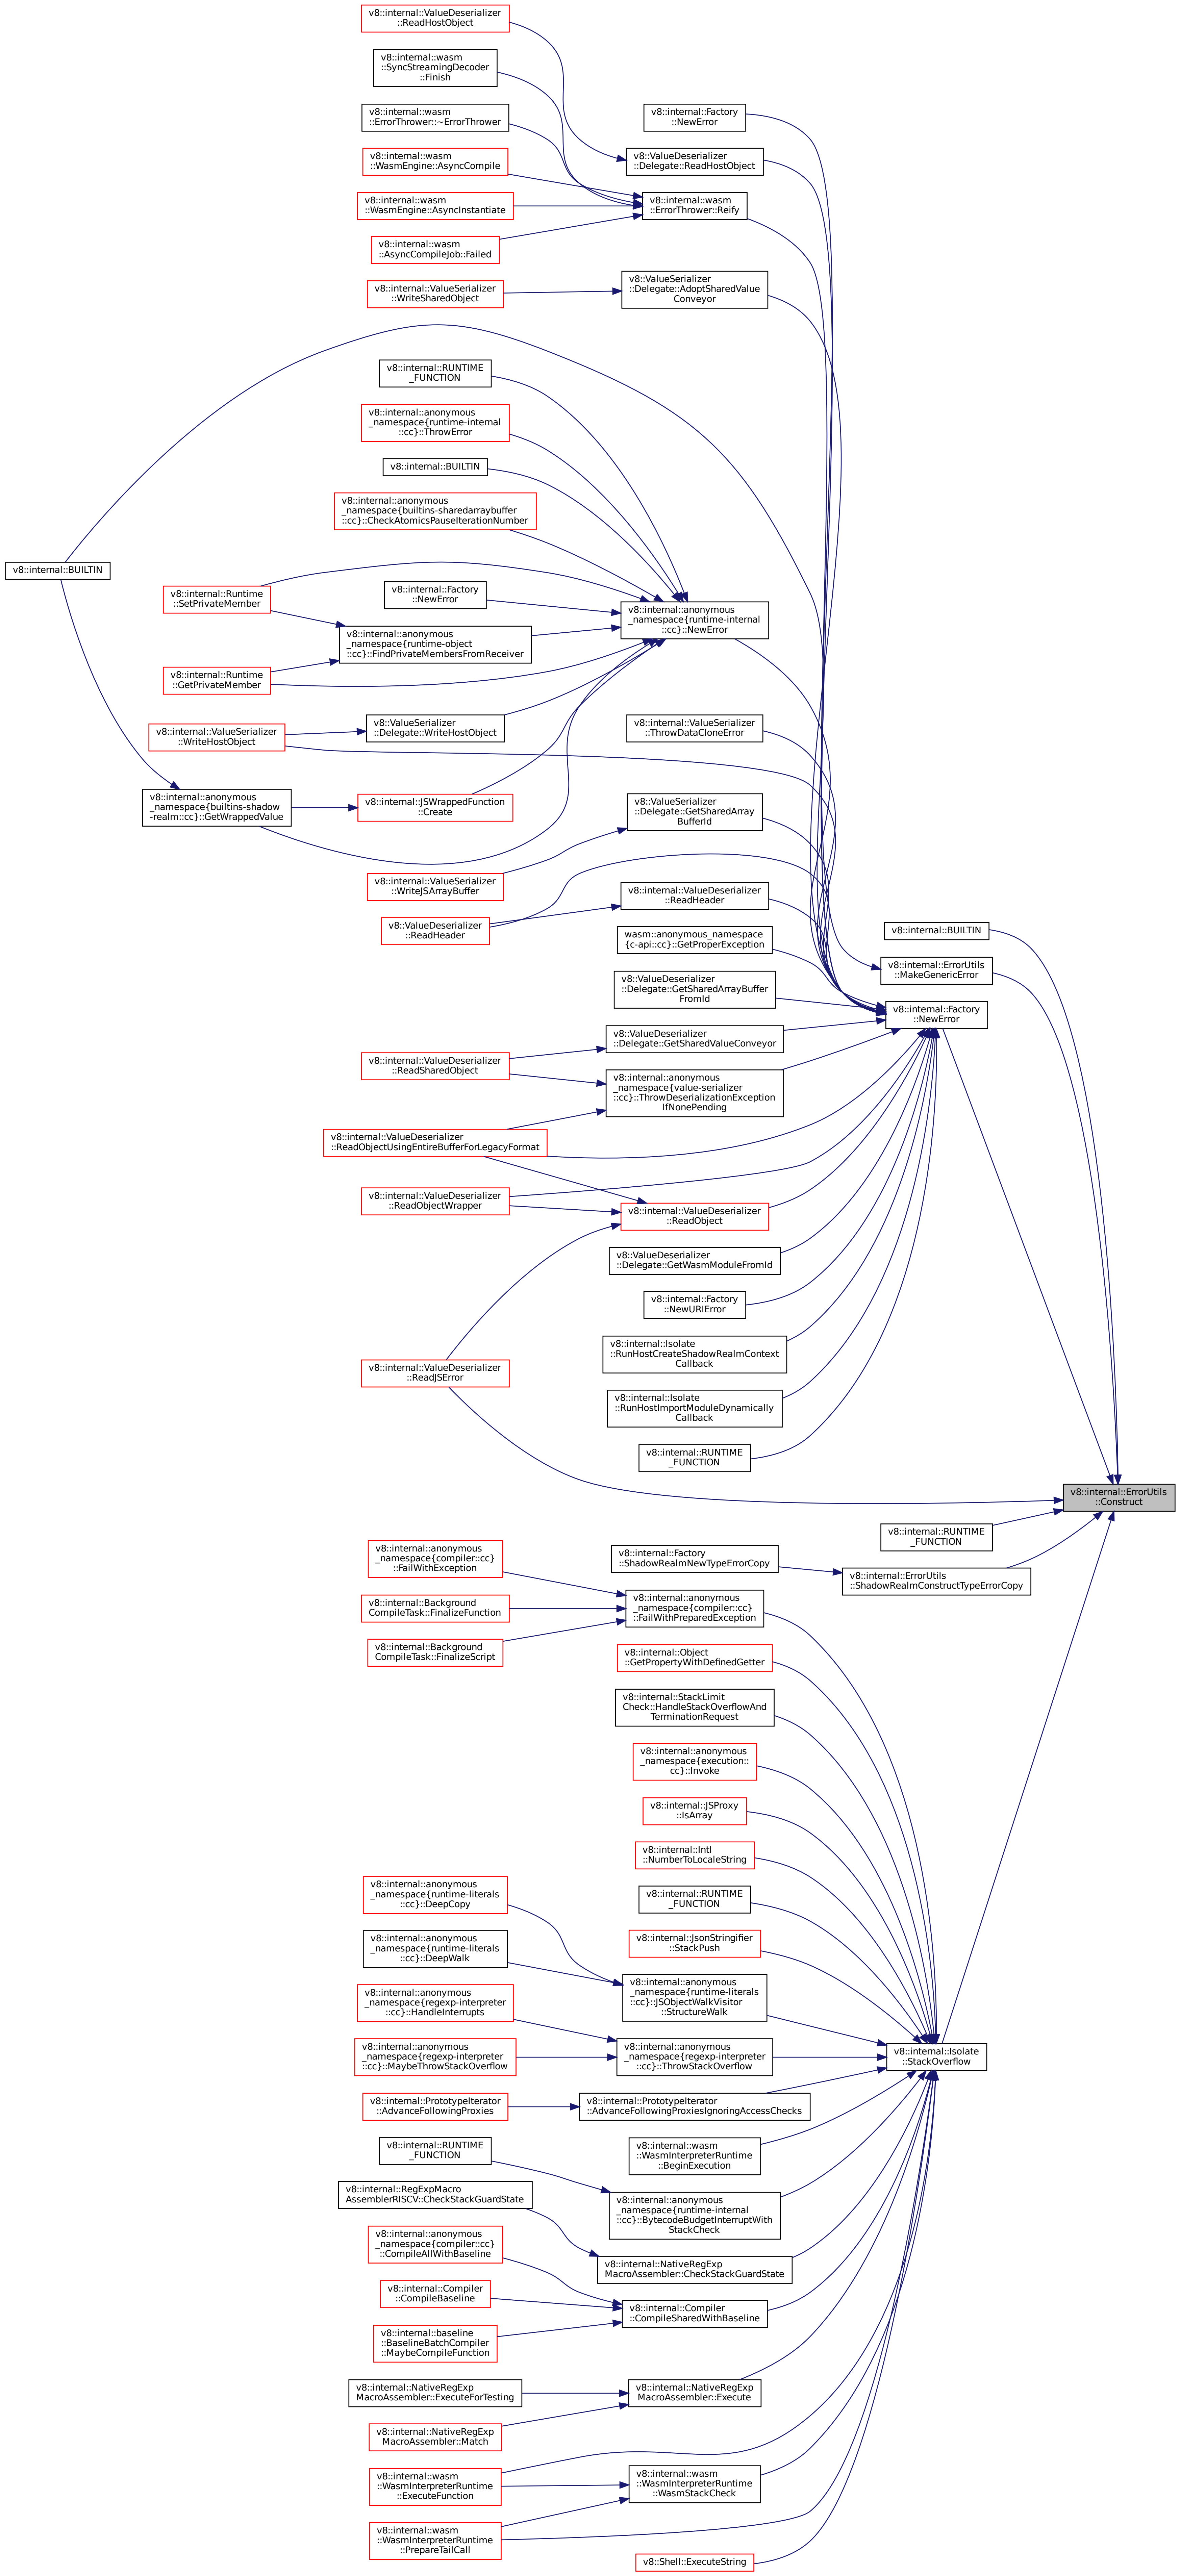 v8::internal::ValueDeserializer
::ReadHostObject
v8::internal::wasm
::SyncStreamingDecoder
::Finish
v8::internal::wasm
::ErrorThrower::~ErrorThrower
v8::internal::Factory
::NewError
v8::internal::wasm
::WasmEngine::AsyncCompile
v8::ValueDeserializer
::Delegate::ReadHostObject
v8::internal::wasm
::WasmEngine::AsyncInstantiate
v8::internal::wasm
::ErrorThrower::Reify
v8::internal::wasm
::AsyncCompileJob::Failed
v8::internal::ValueSerializer
::WriteSharedObject
v8::ValueSerializer
::Delegate::AdoptSharedValue
Conveyor
v8::internal::RUNTIME
_FUNCTION
v8::internal::anonymous
_namespace{runtime-internal
::cc}::ThrowError
v8::internal::BUILTIN
v8::internal::anonymous
_namespace{builtins-sharedarraybuffer
::cc}::CheckAtomicsPauseIterationNumber
v8::internal::BUILTIN
v8::internal::Runtime
::SetPrivateMember
v8::internal::Factory
::NewError
v8::internal::anonymous
_namespace{runtime-internal
::cc}::NewError
v8::internal::anonymous
_namespace{runtime-object
::cc}::FindPrivateMembersFromReceiver
v8::internal::Runtime
::GetPrivateMember
v8::internal::ValueSerializer
::WriteHostObject
v8::ValueSerializer
::Delegate::WriteHostObject
v8::internal::ValueSerializer
::ThrowDataCloneError
v8::internal::anonymous
_namespace{builtins-shadow
-realm::cc}::GetWrappedValue
v8::internal::JSWrappedFunction
::Create
v8::ValueSerializer
::Delegate::GetSharedArray
BufferId
v8::internal::ValueSerializer
::WriteJSArrayBuffer
v8::internal::ValueDeserializer
::ReadHeader
v8::ValueDeserializer
::ReadHeader
v8::internal::BUILTIN
wasm::anonymous_namespace
{c-api::cc}::GetProperException
v8::internal::ErrorUtils
::MakeGenericError
v8::ValueDeserializer
::Delegate::GetSharedArrayBuffer
FromId
v8::internal::Factory
::NewError
v8::ValueDeserializer
::Delegate::GetSharedValueConveyor
v8::internal::ValueDeserializer
::ReadSharedObject
v8::internal::anonymous
_namespace{value-serializer
::cc}::ThrowDeserializationException
IfNonePending
v8::internal::ValueDeserializer
::ReadObjectUsingEntireBufferForLegacyFormat
v8::internal::ValueDeserializer
::ReadObjectWrapper
v8::internal::ValueDeserializer
::ReadObject
v8::ValueDeserializer
::Delegate::GetWasmModuleFromId
v8::internal::Factory
::NewURIError
v8::internal::Isolate
::RunHostCreateShadowRealmContext
Callback
v8::internal::ValueDeserializer
::ReadJSError
v8::internal::Isolate
::RunHostImportModuleDynamically
Callback
v8::internal::RUNTIME
_FUNCTION
v8::internal::ErrorUtils
::Construct
v8::internal::RUNTIME
_FUNCTION
v8::internal::anonymous
_namespace{compiler::cc}
::FailWithException
v8::internal::Factory
::ShadowRealmNewTypeErrorCopy
v8::internal::ErrorUtils
::ShadowRealmConstructTypeErrorCopy
v8::internal::Background
CompileTask::FinalizeFunction
v8::internal::anonymous
_namespace{compiler::cc}
::FailWithPreparedException
v8::internal::Background
CompileTask::FinalizeScript
v8::internal::Object
::GetPropertyWithDefinedGetter
v8::internal::StackLimit
Check::HandleStackOverflowAnd
TerminationRequest
v8::internal::anonymous
_namespace{execution::
cc}::Invoke
v8::internal::JSProxy
::IsArray
v8::internal::Intl
::NumberToLocaleString
v8::internal::anonymous
_namespace{runtime-literals
::cc}::DeepCopy
v8::internal::RUNTIME
_FUNCTION
v8::internal::anonymous
_namespace{runtime-literals
::cc}::DeepWalk
v8::internal::JsonStringifier
::StackPush
v8::internal::anonymous
_namespace{runtime-literals
::cc}::JSObjectWalkVisitor
::StructureWalk
v8::internal::anonymous
_namespace{regexp-interpreter
::cc}::HandleInterrupts
v8::internal::anonymous
_namespace{regexp-interpreter
::cc}::MaybeThrowStackOverflow
v8::internal::anonymous
_namespace{regexp-interpreter
::cc}::ThrowStackOverflow
v8::internal::Isolate
::StackOverflow
v8::internal::PrototypeIterator
::AdvanceFollowingProxies
v8::internal::PrototypeIterator
::AdvanceFollowingProxiesIgnoringAccessChecks
v8::internal::RUNTIME
_FUNCTION
v8::internal::wasm
::WasmInterpreterRuntime
::BeginExecution
v8::internal::RegExpMacro
AssemblerRISCV::CheckStackGuardState
v8::internal::anonymous
_namespace{runtime-internal
::cc}::BytecodeBudgetInterruptWith
StackCheck
v8::internal::anonymous
_namespace{compiler::cc}
::CompileAllWithBaseline
v8::internal::NativeRegExp
MacroAssembler::CheckStackGuardState
v8::internal::Compiler
::CompileBaseline
v8::internal::Compiler
::CompileSharedWithBaseline
v8::internal::baseline
::BaselineBatchCompiler
::MaybeCompileFunction
v8::internal::NativeRegExp
MacroAssembler::ExecuteForTesting
v8::internal::NativeRegExp
MacroAssembler::Execute
v8::internal::NativeRegExp
MacroAssembler::Match
v8::internal::wasm
::WasmInterpreterRuntime
::ExecuteFunction
v8::internal::wasm
::WasmInterpreterRuntime
::WasmStackCheck
v8::internal::wasm
::WasmInterpreterRuntime
::PrepareTailCall
v8::Shell::ExecuteString